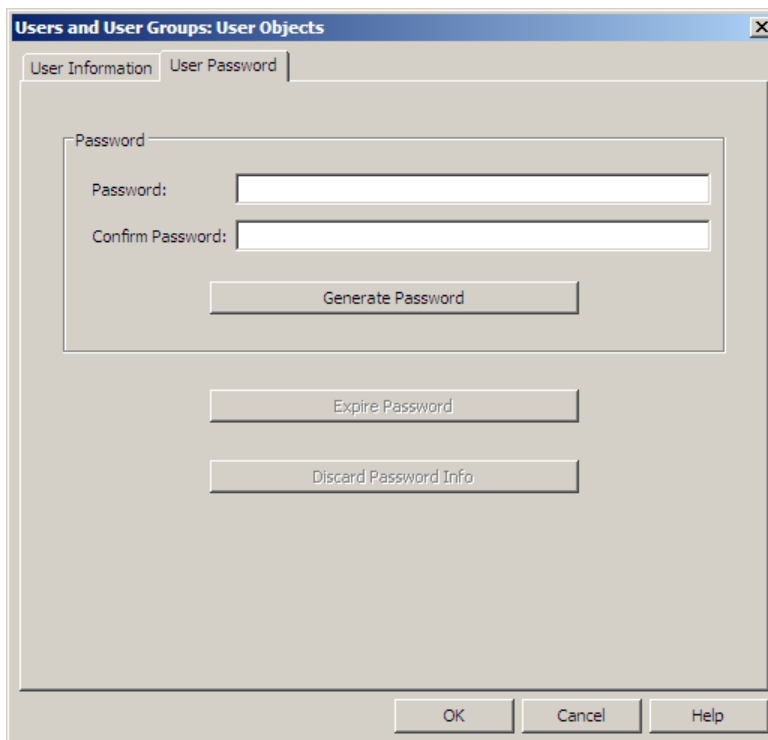 Users and User Groups: User Objects
User Information
User Password
Password
Password:
Confirm Password:
Generate Password
Expire Password
Discard Password Info
OK
Cancel
Help